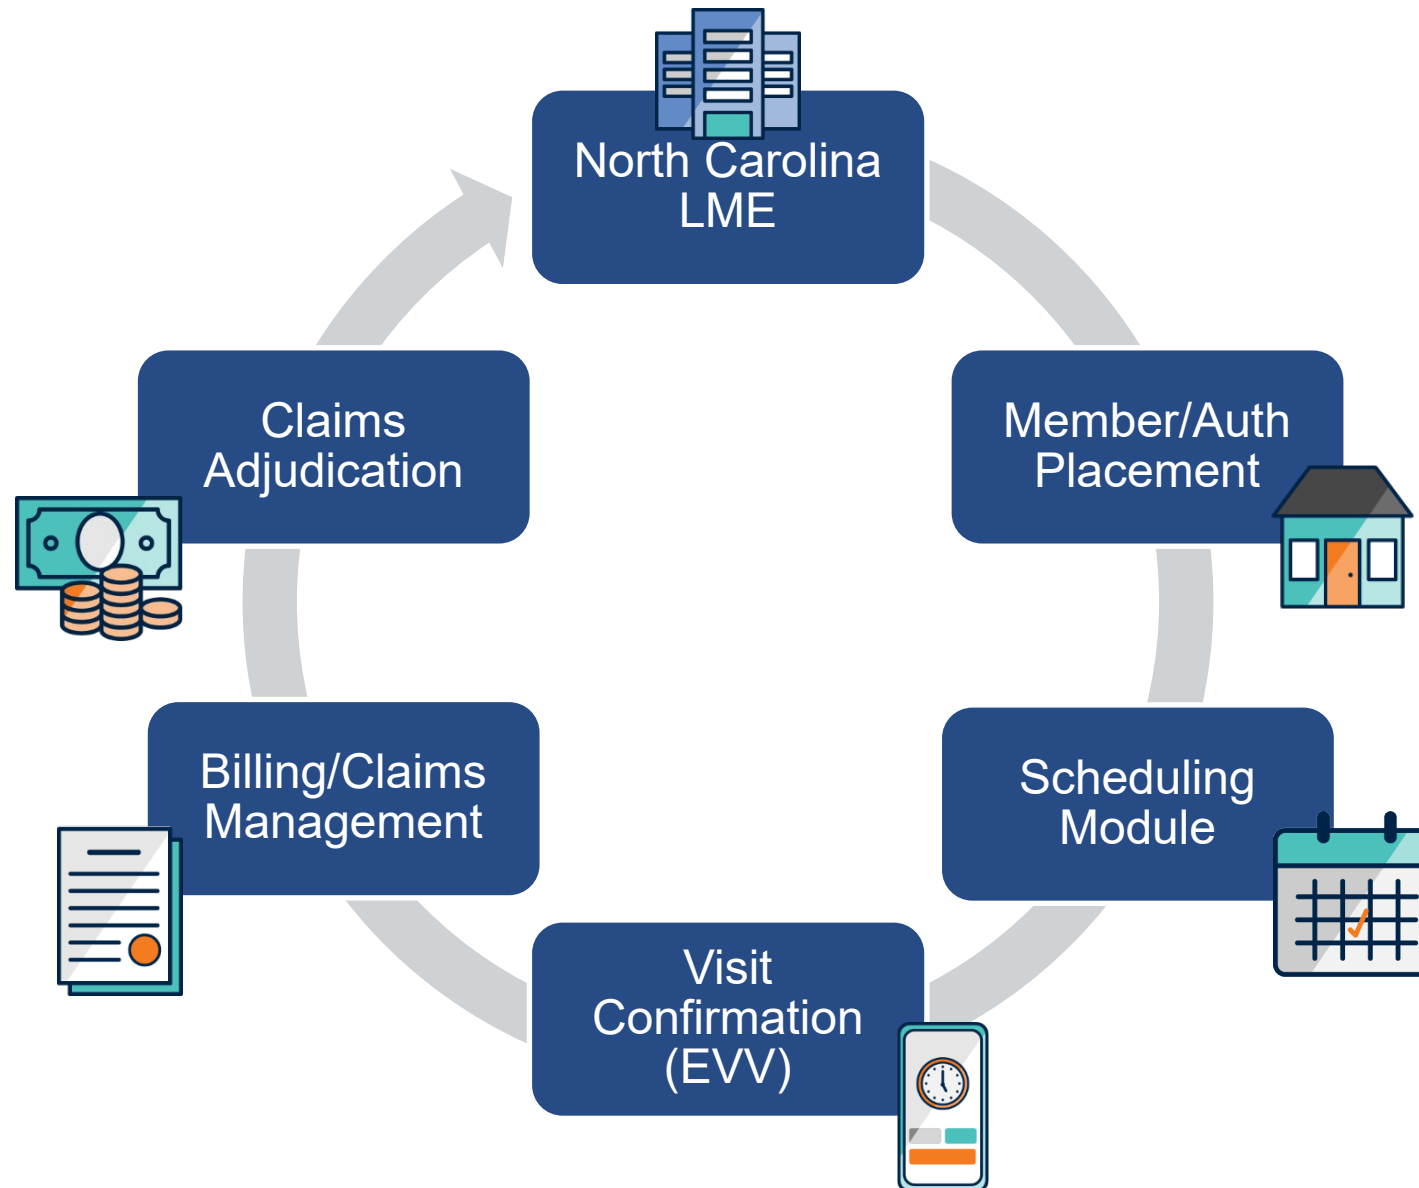 North Carolina
LME
Member/Auth
Placement
Scheduling
Module
Visit
Confirmation
(EVV)
Billing/Claims
Management
Claims
Adjudication